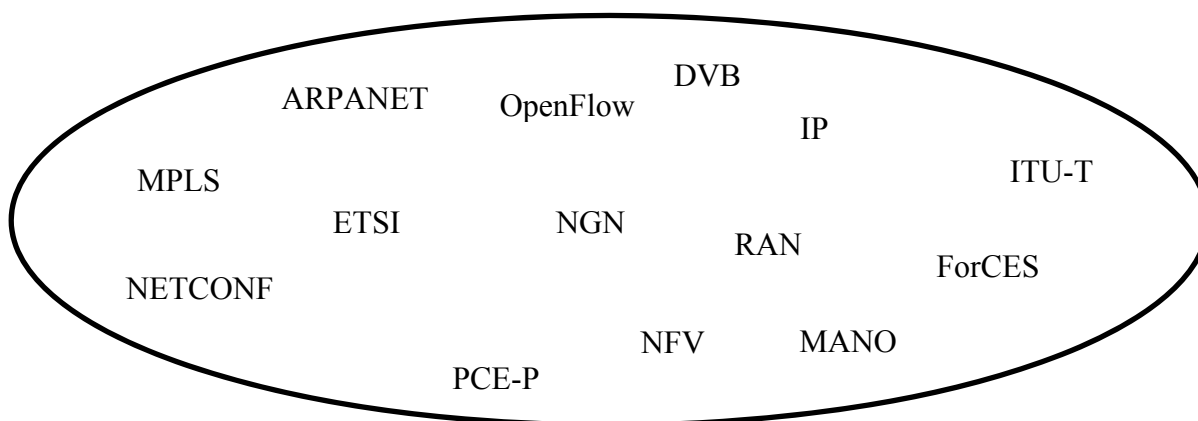 DVB
ARPANET
OpenFlow
IP
ITU-T
MPLS
ETSI
NGN
RAN
ForCES
NETCONF
NFV
MANO
PCE-P